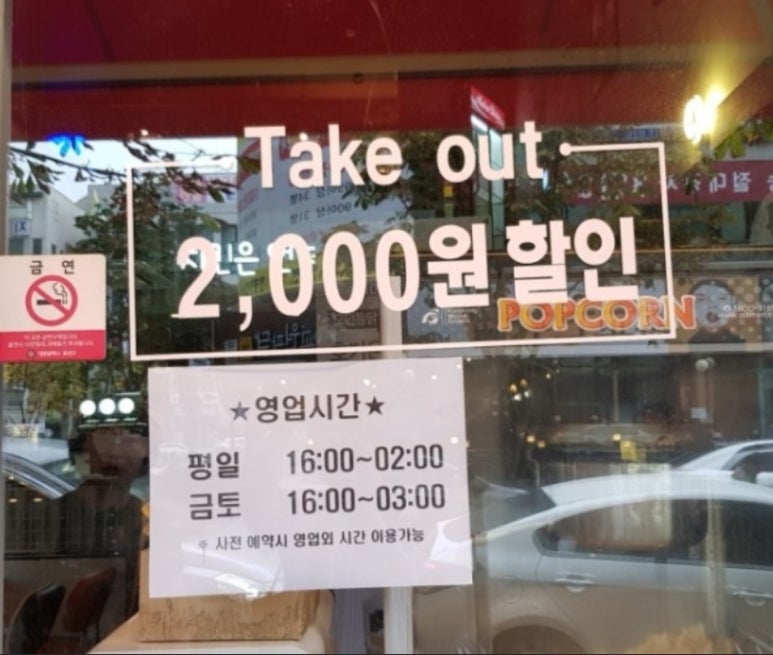 Take out
2,000원 할인
금연
POPCORN
★영업시간★
평일 16:00~02:00
금토 16:00~03:00
※ 사전 예약시 영업외 시간 이용가능